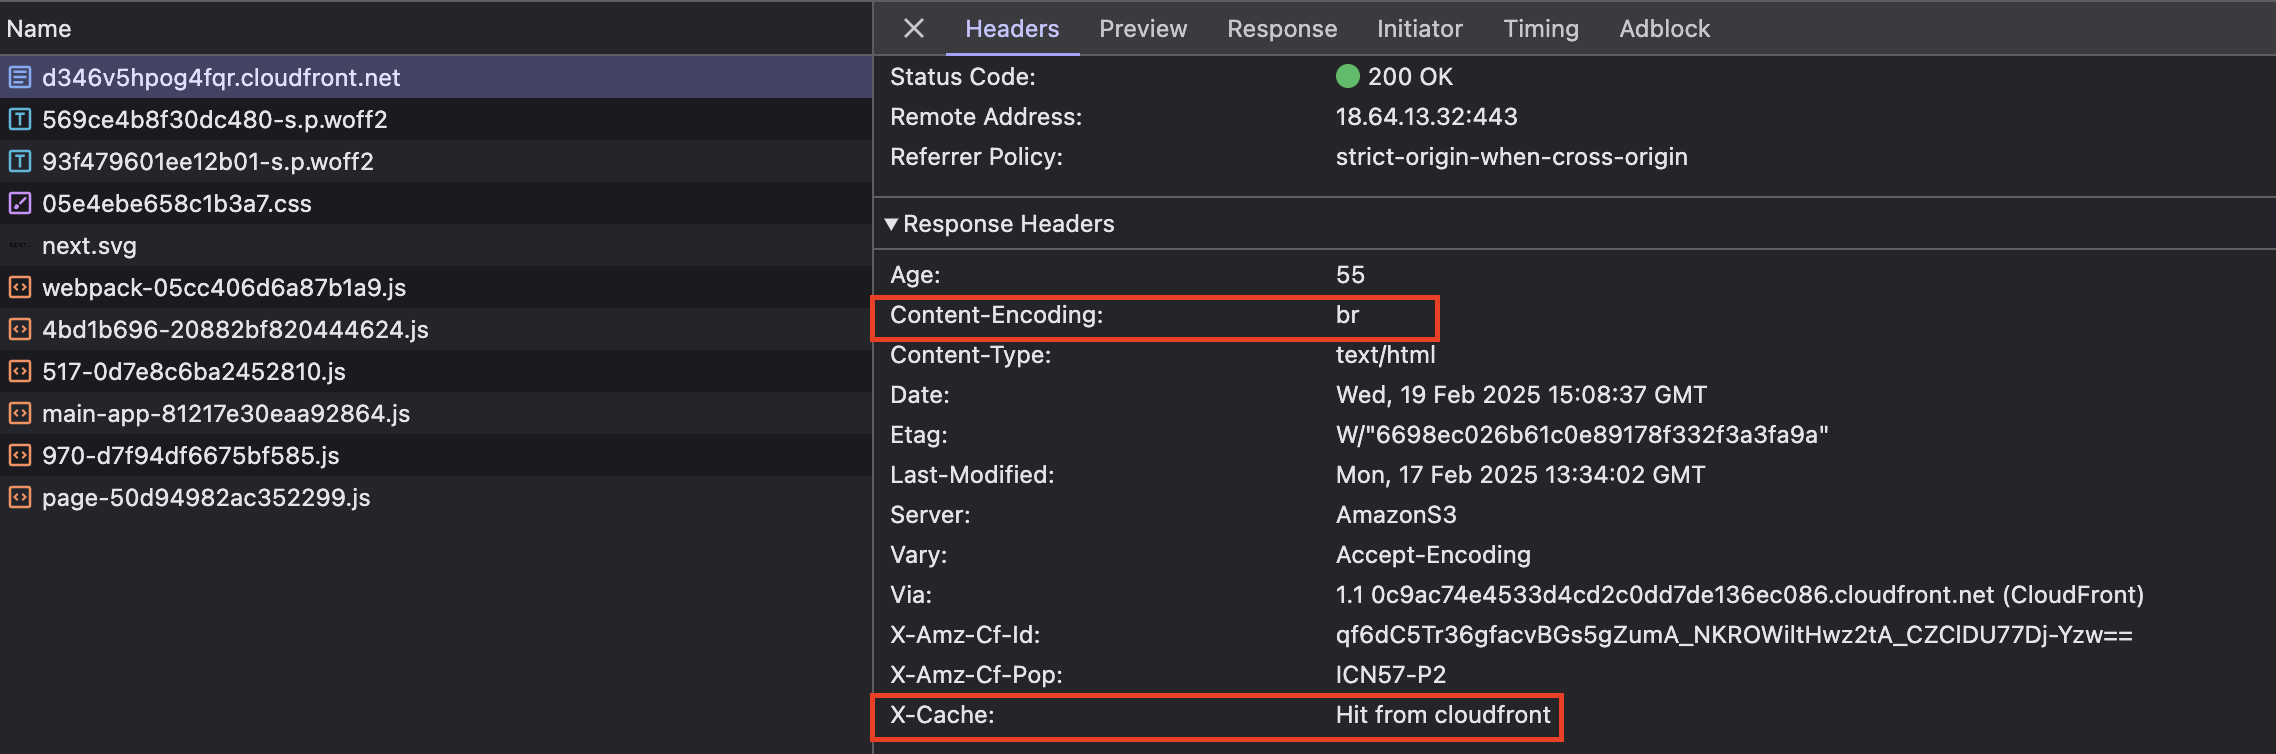 Name
d346v5hpog4fqr.cloudfront.net
569ce4b8f30dc480-s.p.woff2
93f479601ee12b01-s.p.woff2
05e4ebe658c1b3a7.css
next.svg
webpack-05cc406d6a87b1a9.js
4bd1b696-20882bf820444624.js
517-0d7e8c6ba2452810.js
main-app-81217e30eaa92864.js
970-d7f94df6675bf585.js
page-50d94982ac352299.js
Headers Preview Response Initiator Timing Adblock
Status Code: 200 OK
Remote Address: 18.64.13.32:443
Referrer Policy: strict-origin-when-cross-origin
Response Headers
Age: 55
Content-Encoding: br
Content-Type: text/html
Date: Wed, 19 Feb 2025 15:08:37 GMT
Etag: W/"6698ec026b61c0e89178f332f3a3fa9a"
Last-Modified: Mon, 17 Feb 2025 13:34:02 GMT
Server: AmazonS3
Vary: Accept-Encoding
Via: 1.1 0c9ac74e4533d4cd2c0dd7de136ec086.cloudfront.net (CloudFront)
X-Amz-Cf-Id: qf6dC5Tr36gfacvBGs5gZumA_NKROWiltHwz2tA_CZClDU77Dj-Yzw==
X-Amz-Cf-Pop: ICN57-P2
X-Cache: Hit from cloudfront